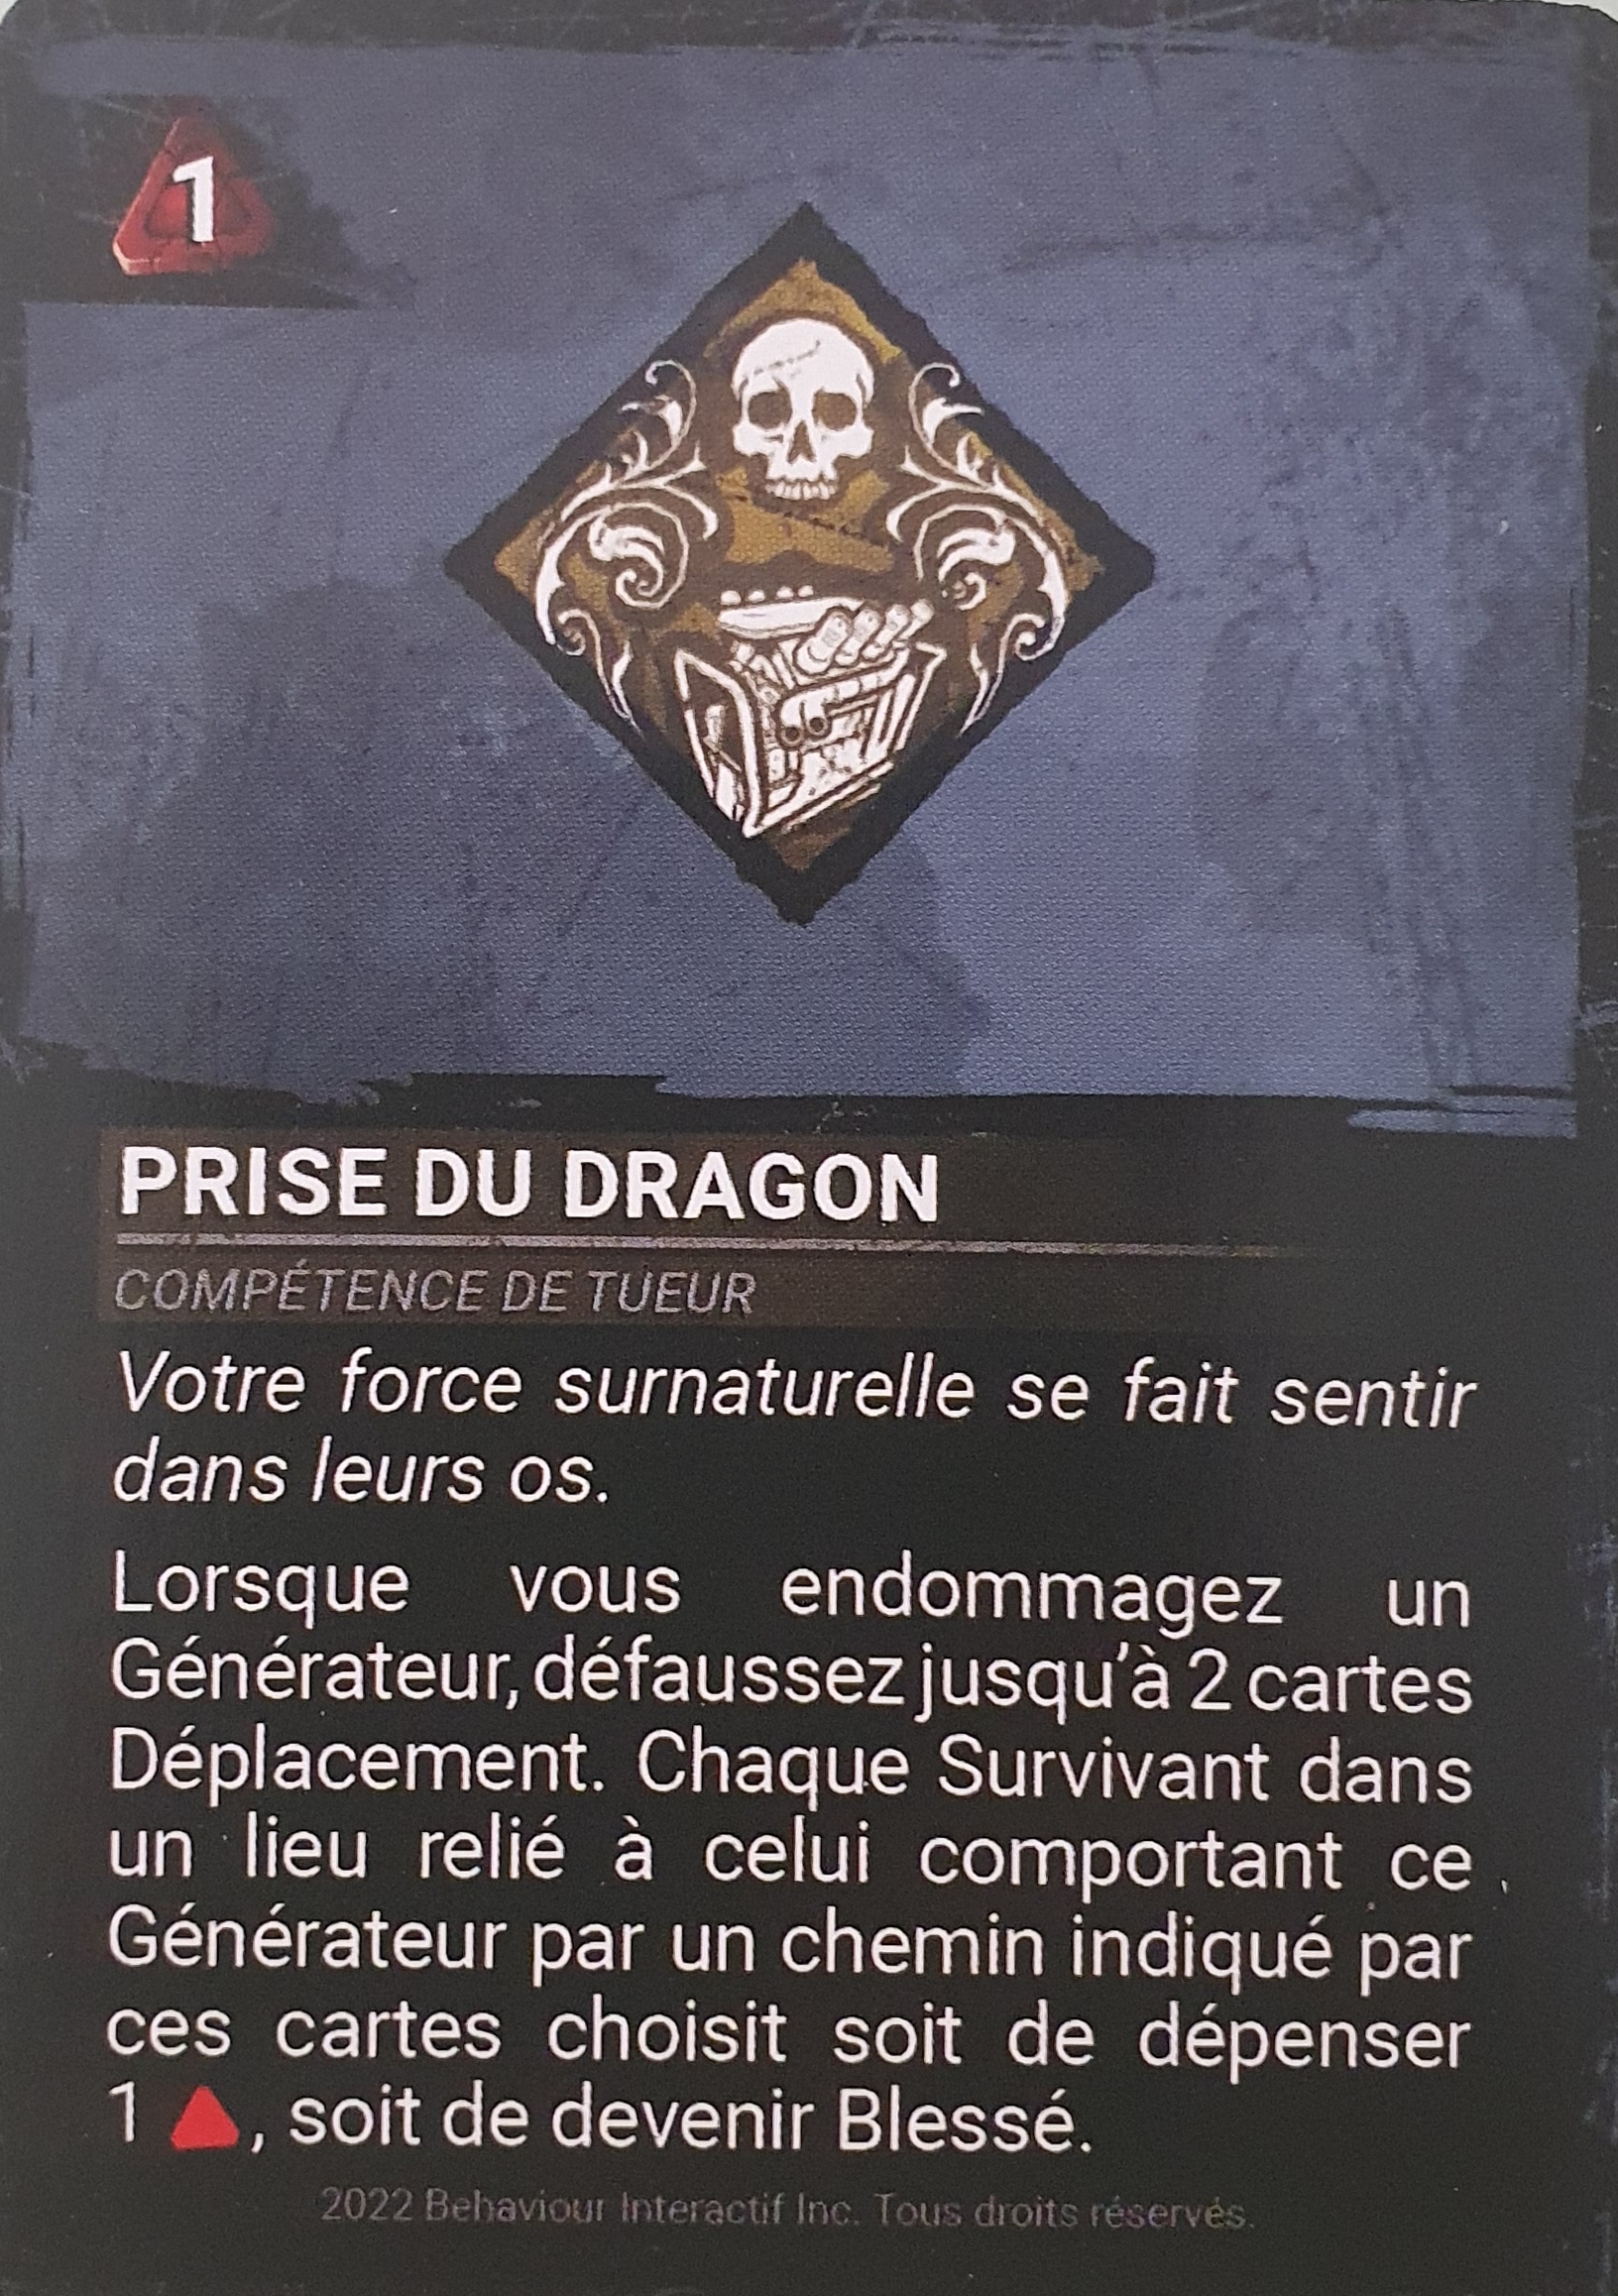 1
PRISE DU DRAGON
COMPÉTENCE DE TUEUR
Votre force surnaturelle se fait sentir
dans leurs os.
Lorsque vous endommagez un
Générateur, défaussez jusqu'à 2 cartes
Déplacement. Chaque Survivant dans
un lieu relié à celui comportant ce
Générateur par un chemin indiqué par
ces cartes choisit soit de dépenser
1 ▲, soit de devenir Blessé.
2022 Behaviour Interactif Inc. Tous droits réservés.